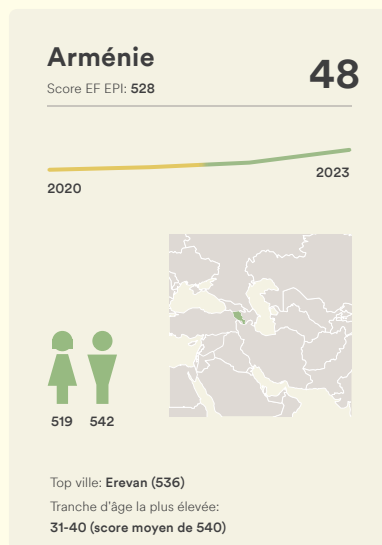 Arménie
48
Score EF EPI: 528
2023
2020
519 542
Top ville: Erevan (536)
Tranche d'âge la plus élevée:
31-40 (score moyen de 540)